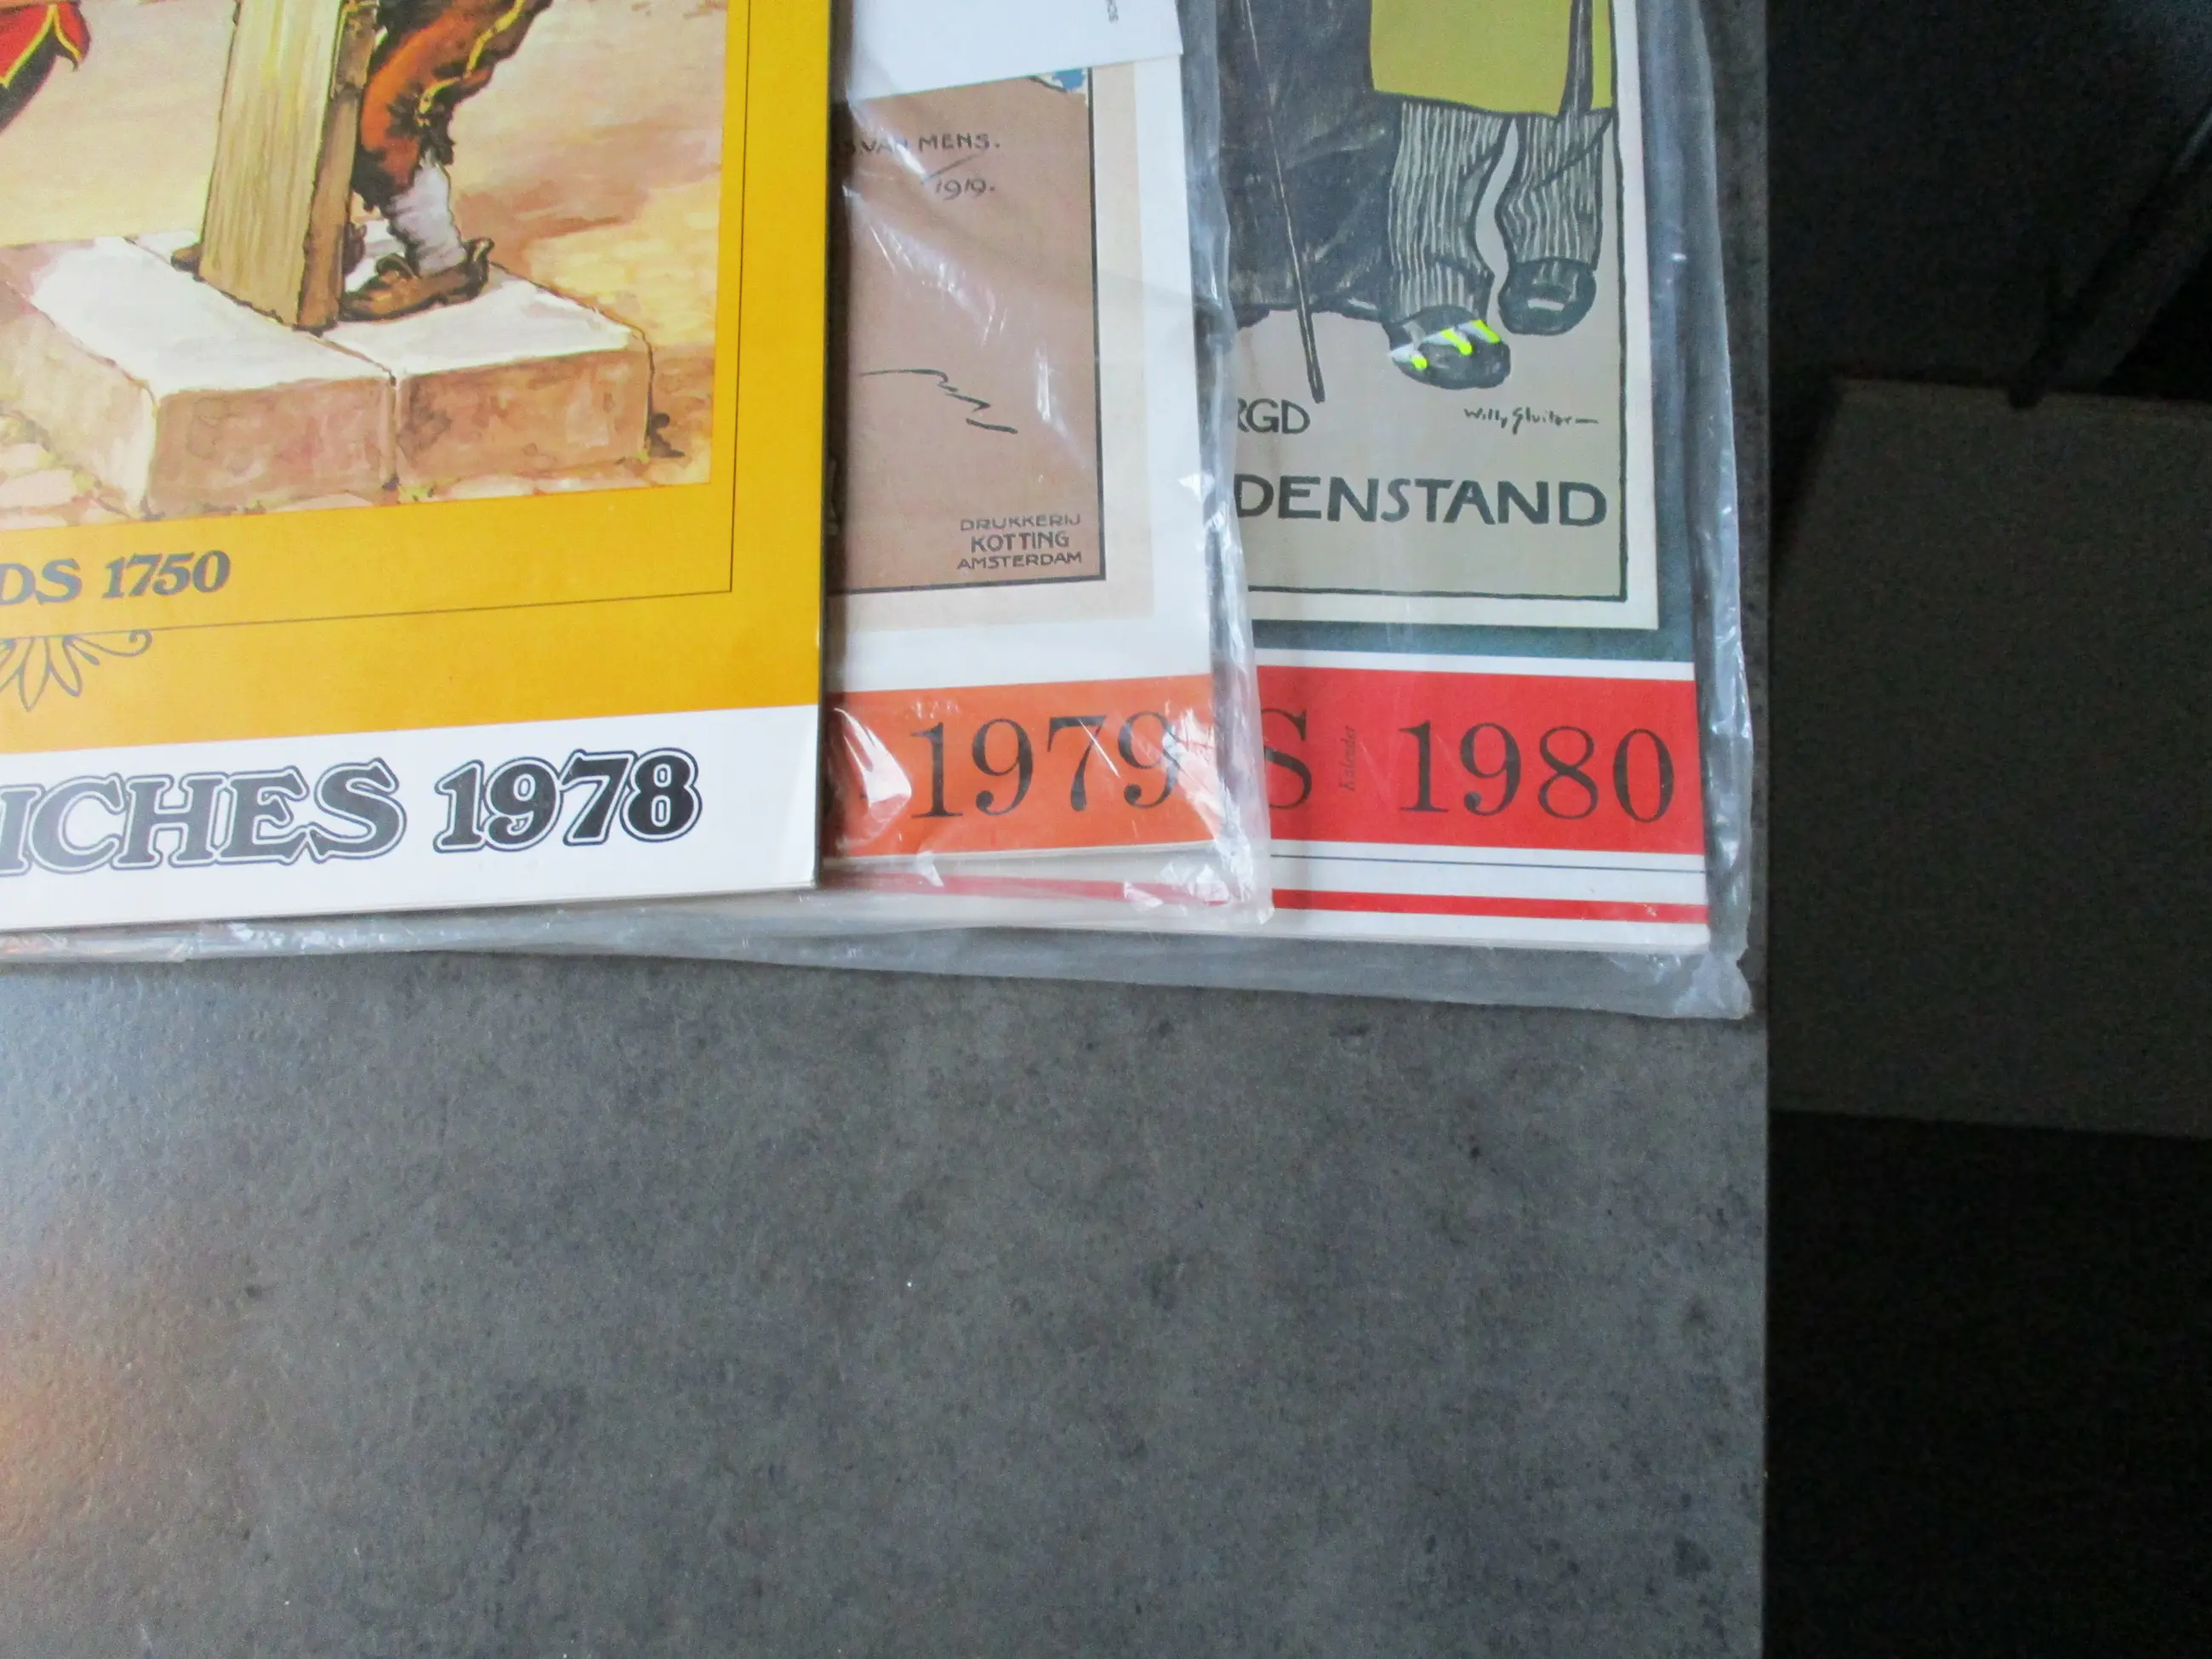 DS 1750
ICHES 1978
VAN MENS.
1919.
DRUKKERIJ
KOTTING
AMSTERDAM
1979
RGD
Willy Sluiter
DENSTAND
S Kalender 1980